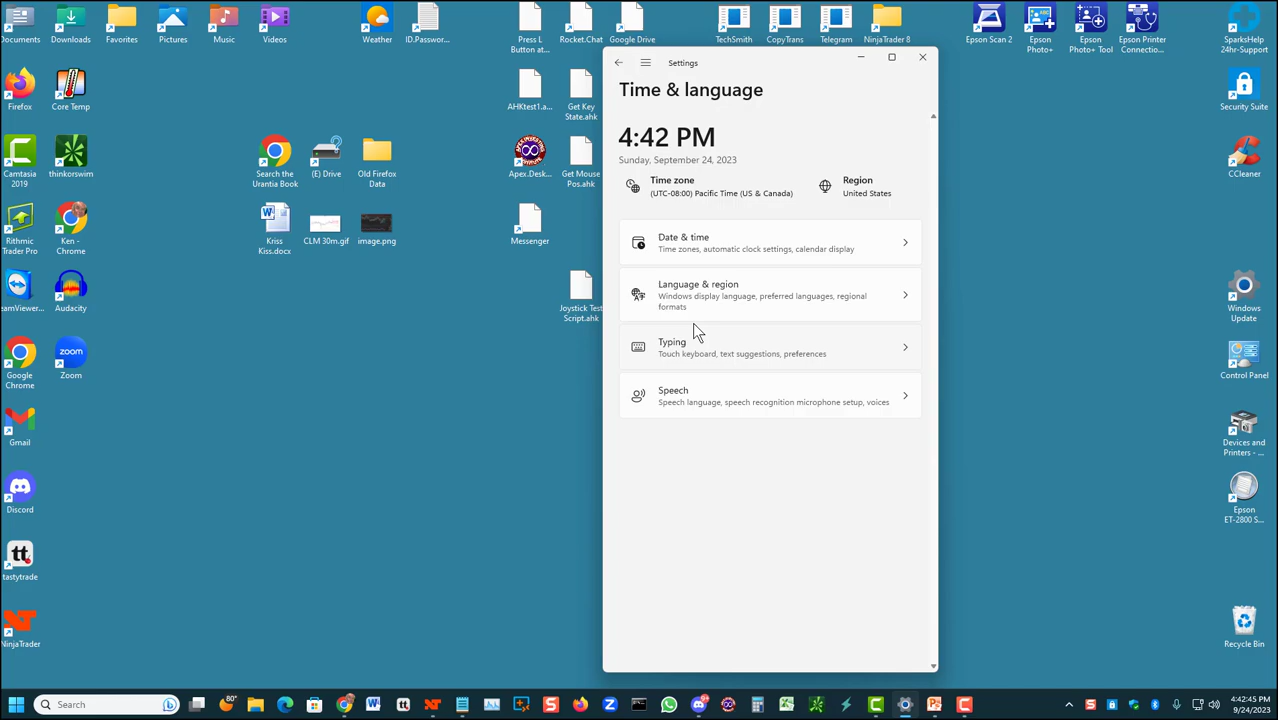 Documents
Downloads
Favorites
Pictures
Music
Videos
Weather
ID.Passwor...
Press L
Button at...
Rocket.Chat
Google Drive
TechSmith
CopyTrans
Telegram
NinjaTrader 8
Epson Scan 2
Epson
Photo+
Epson
Photo+ Tool
Epson Printer
Connectio...
SparksHelp
24hr-Support
Firefox
Core Temp
AHKtest1.a...
Get Key
State.ahk
Security Suite
Camtasia
2019
thinkorswim
Search the
Urantia Book
(E) Drive
Old Firefox
Data
Apex.Desk...
Get Mouse
Pos.ahk
CCleaner
Rithmic
Trader Pro
Ken -
Chrome
Kriss
Kiss.docx
CLM 30m.gif
image.png
Messenger
eamViewer...
Audacity
Joystick Test
Script.ahk
Windows
Update
Google
Chrome
Zoom
zoom
Control Panel
Gmail
Devices and
Printers - ...
Discord
Epson
ET-2800 S...
tt
tastytrade
NinjaTrader
Recycle Bin
Settings
Time & language
4:42 PM
Sunday, September 24, 2023
Time zone
(UTC-08:00) Pacific Time (US & Canada)
Region
United States
Date & time
Time zones, automatic clock settings, calendar display
Language & region
Windows display language, preferred languages, regional
formats
Typing
Touch keyboard, text suggestions, preferences
Speech
Speech language, speech recognition microphone setup, voices
Search
80°
tt
4:42:45 PM
9/24/2023